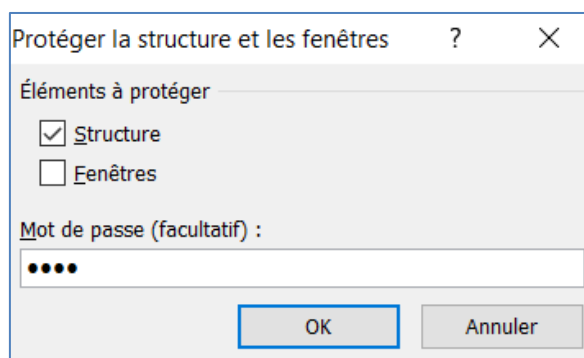 Protéger la structure et les fenêtres ?
Éléments à protéger
Structure
Fenêtres
Mot de passe (facultatif) :
••••
OK Annuler